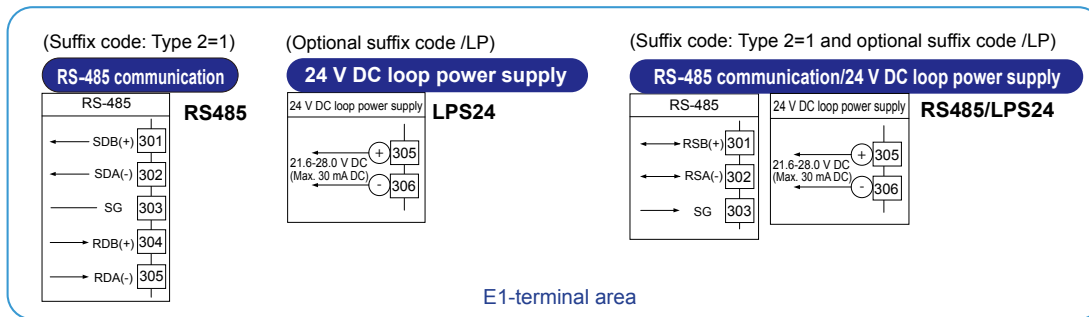 (Suffix code: Type 2=1)
RS-485 communication
RS-485
RS485
SDB(+) 301
SDA(-) 302
SG 303
RDB(+) 304
RDA(-) 305
(Optional suffix code /LP)
24 V DC loop power supply
24 V DC loop power supply
LPS24
+ 305
21.6-28.0 V DC
(Max. 30 mA DC)
- 306
(Suffix code: Type 2=1 and optional suffix code /LP)
RS-485 communication/24 V DC loop power supply
RS-485
RSB(+) 301
RSA(-) 302
SG 303
24 V DC loop power supply
RS485/LPS24
+ 305
21.6-28.0 V DC
(Max. 30 mA DC)
- 306
E1-terminal area